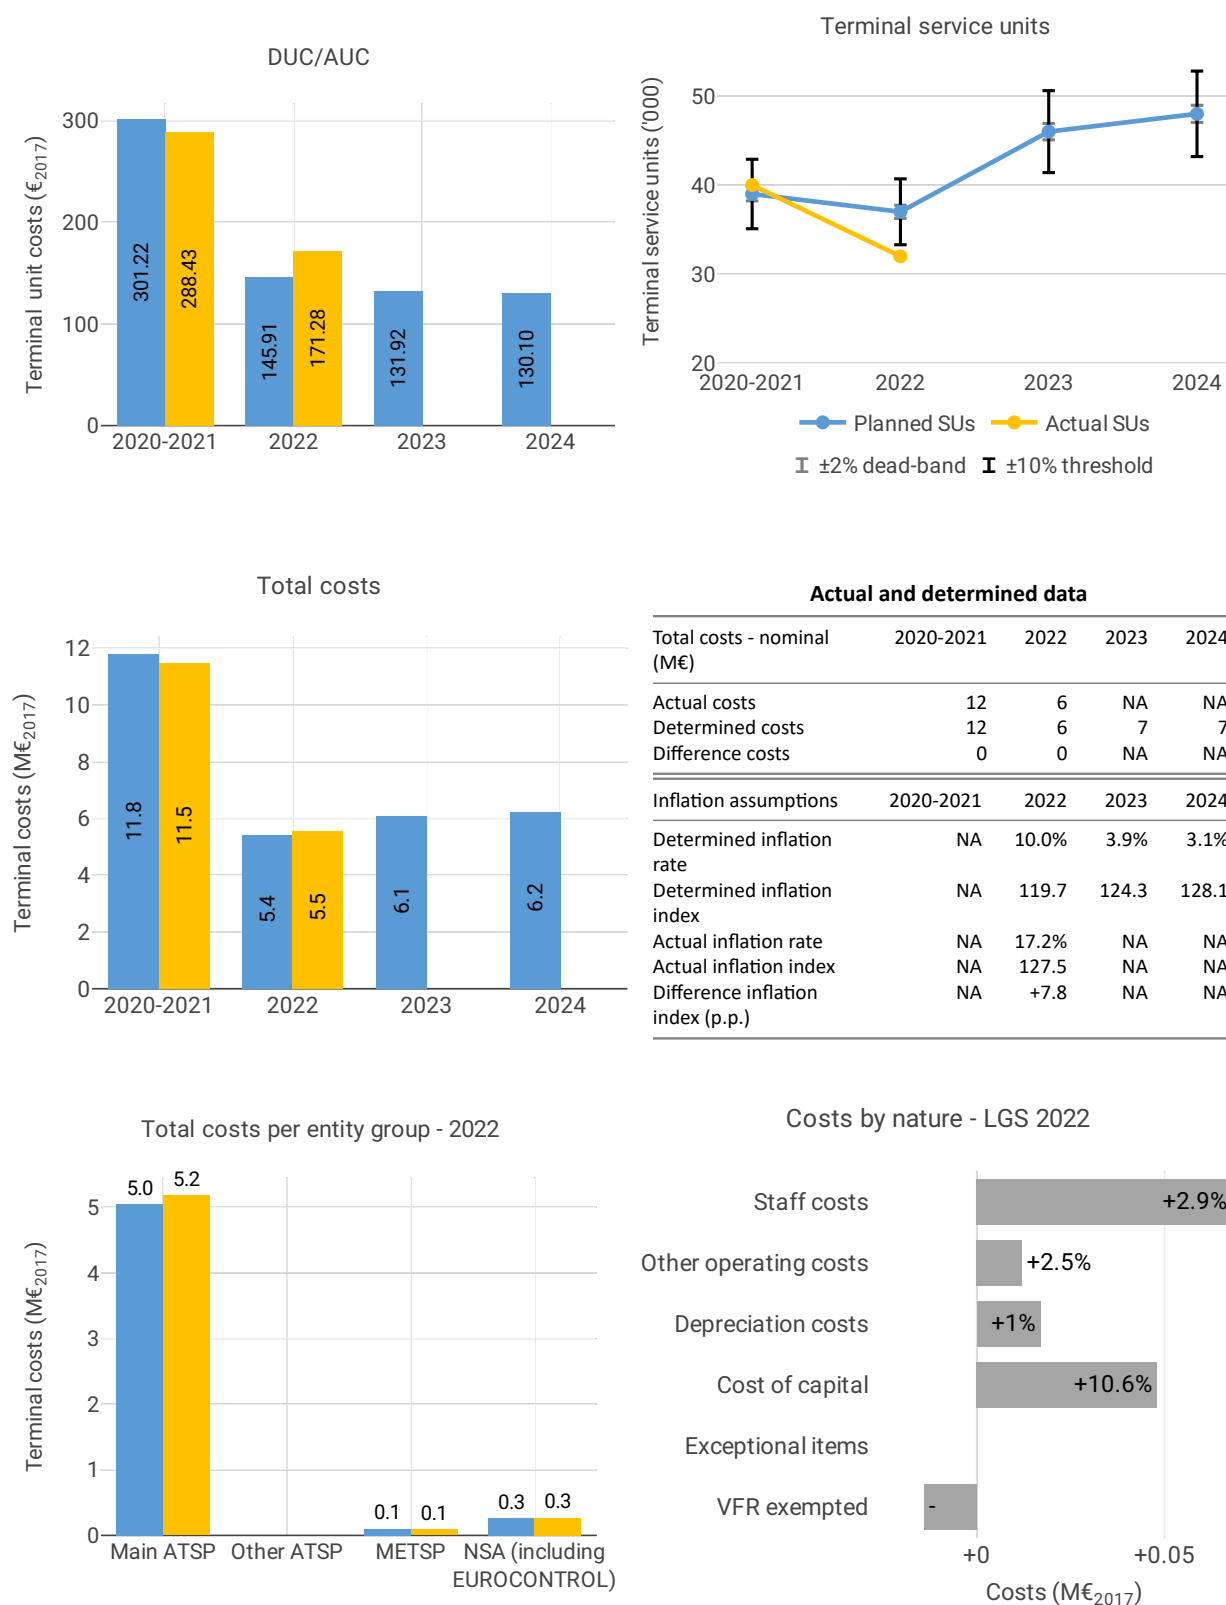 DUC/AUC
Terminal unit costs (€2017)
300
200
100
0
301.22
288.43
145.91
171.28
131.92
130.10
2020-2021
2022
2023
2024
Terminal service units
Terminal service units ('000)
50
40
30
20
2020-2021
2022
2023
2024
Planned SUs
Actual SUs
±2% dead-band
±10% threshold
Total costs
Terminal costs (M€2017)
12
10
8
6
4
2
0
11.8
11.5
5.4
5.5
6.1
6.2
2020-2021
2022
2023
2024
Actual and determined data
Total costs - nominal 2020-2021 2022 2023 2024
(M€)
Actual costs 12 6 NA NA
Determined costs 12 6 7 7
Difference costs 0 0 NA NA
Inflation assumptions 2020-2021 2022 2023 2024
Determined inflation NA 10.0% 3.9% 3.1%
rate
Determined inflation NA 119.7 124.3 128.1
index
Actual inflation rate NA 17.2% NA NA
Actual inflation index NA 127.5 NA NA
Difference inflation NA +7.8 NA NA
index (p.p.)
Total costs per entity group - 2022
Terminal costs (M€2017)
5
4
3
2
1
0
5.0
5.2
0.1
0.1
0.3
0.3
Main ATSP
Other ATSP
METSP
NSA (including
EUROCONTROL)
Costs by nature - LGS 2022
Staff costs
+2.9%
Other operating costs
+2.5%
Depreciation costs
+1%
Cost of capital
+10.6%
Exceptional items
VFR exempted
-
+0
+0.05
Costs (M€2017)